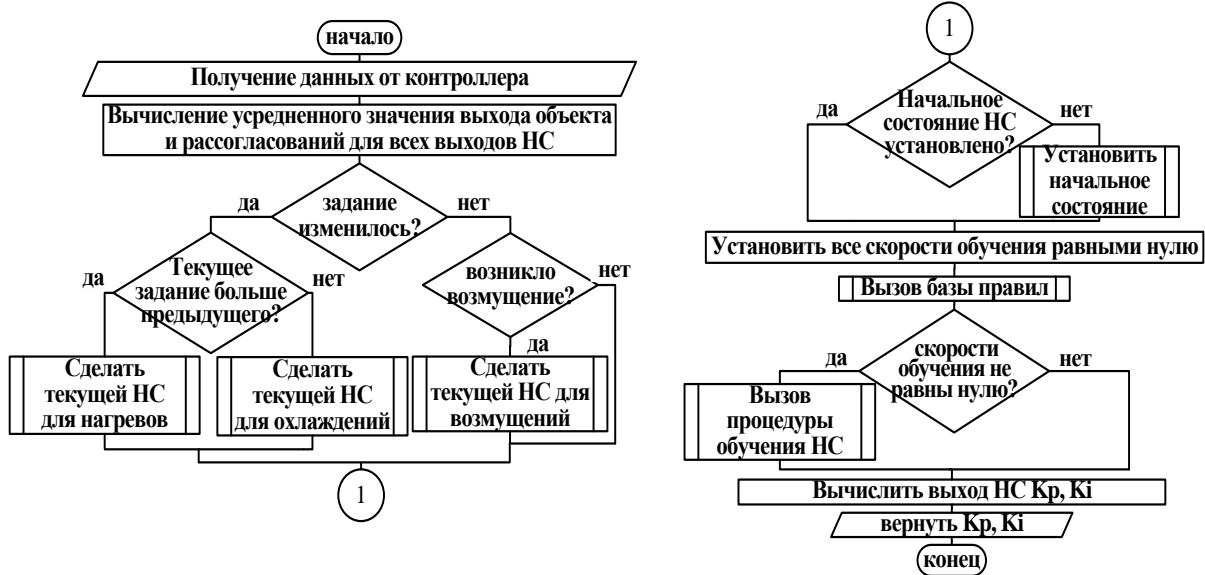 начало
Получение данных от контроллера
Вычисление усредненного значения выхода объекта
и рассогласований для всех выходов НС
да
задание
изменилось?
нет
да
Текущее
задание больше
предыдущего?
нет
возникло
возмущение?
нет
да
Сделать
текущей НС
для нагревов
Сделать
текущей НС
для охлаждений
Сделать
текущей НС для
возмущений
1
1
да
Начальное
состояние НС
установлено?
нет
Установить
начальное
состояние
Установить все скорости обучения равными нулю
Вызов базы правил
да
скорости
обучения не
равны нулю?
нет
Вызов
процедуры
обучения НС
Вычислить выход НС Kp, Ki
вернуть Kp, Ki
конец